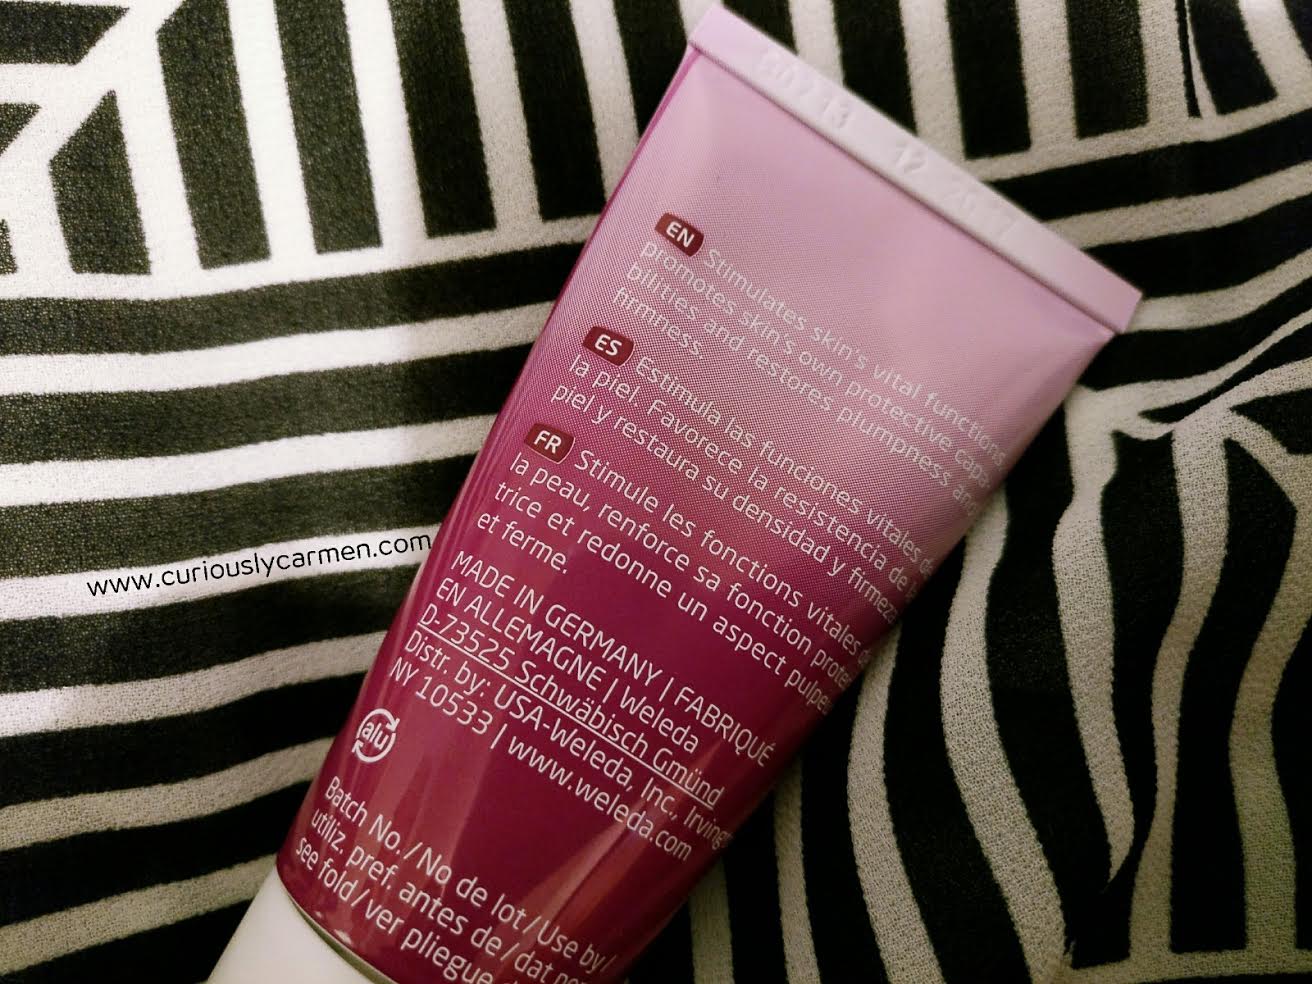 12 2017
EN Stimulates skin's vital functions,
promotes skin's own protective capa-
bilities and restores plumpness and
firmness.
ES Estimula las funciones vitales de
la piel. Favorece la resistencia de la
piel y restaura su densidad y firmeza.
FR Stimule les fonctions vitales de
la peau, renforce sa fonction protec-
trice et redonne un aspect pulpeux
et ferme.
MADE IN GERMANY | FABRIQUÉ
EN ALLEMAGNE | Weleda
D-73525 Schwäbisch Gmünd
Distr. by: USA-Weleda, Inc., Irvington
NY 10533 | www.weleda.com
alu
Batch No./No de lot/Use by/
utiliz. pref. antes de/dat
see fold/ver pliegue
www.curiouslycarmen.com